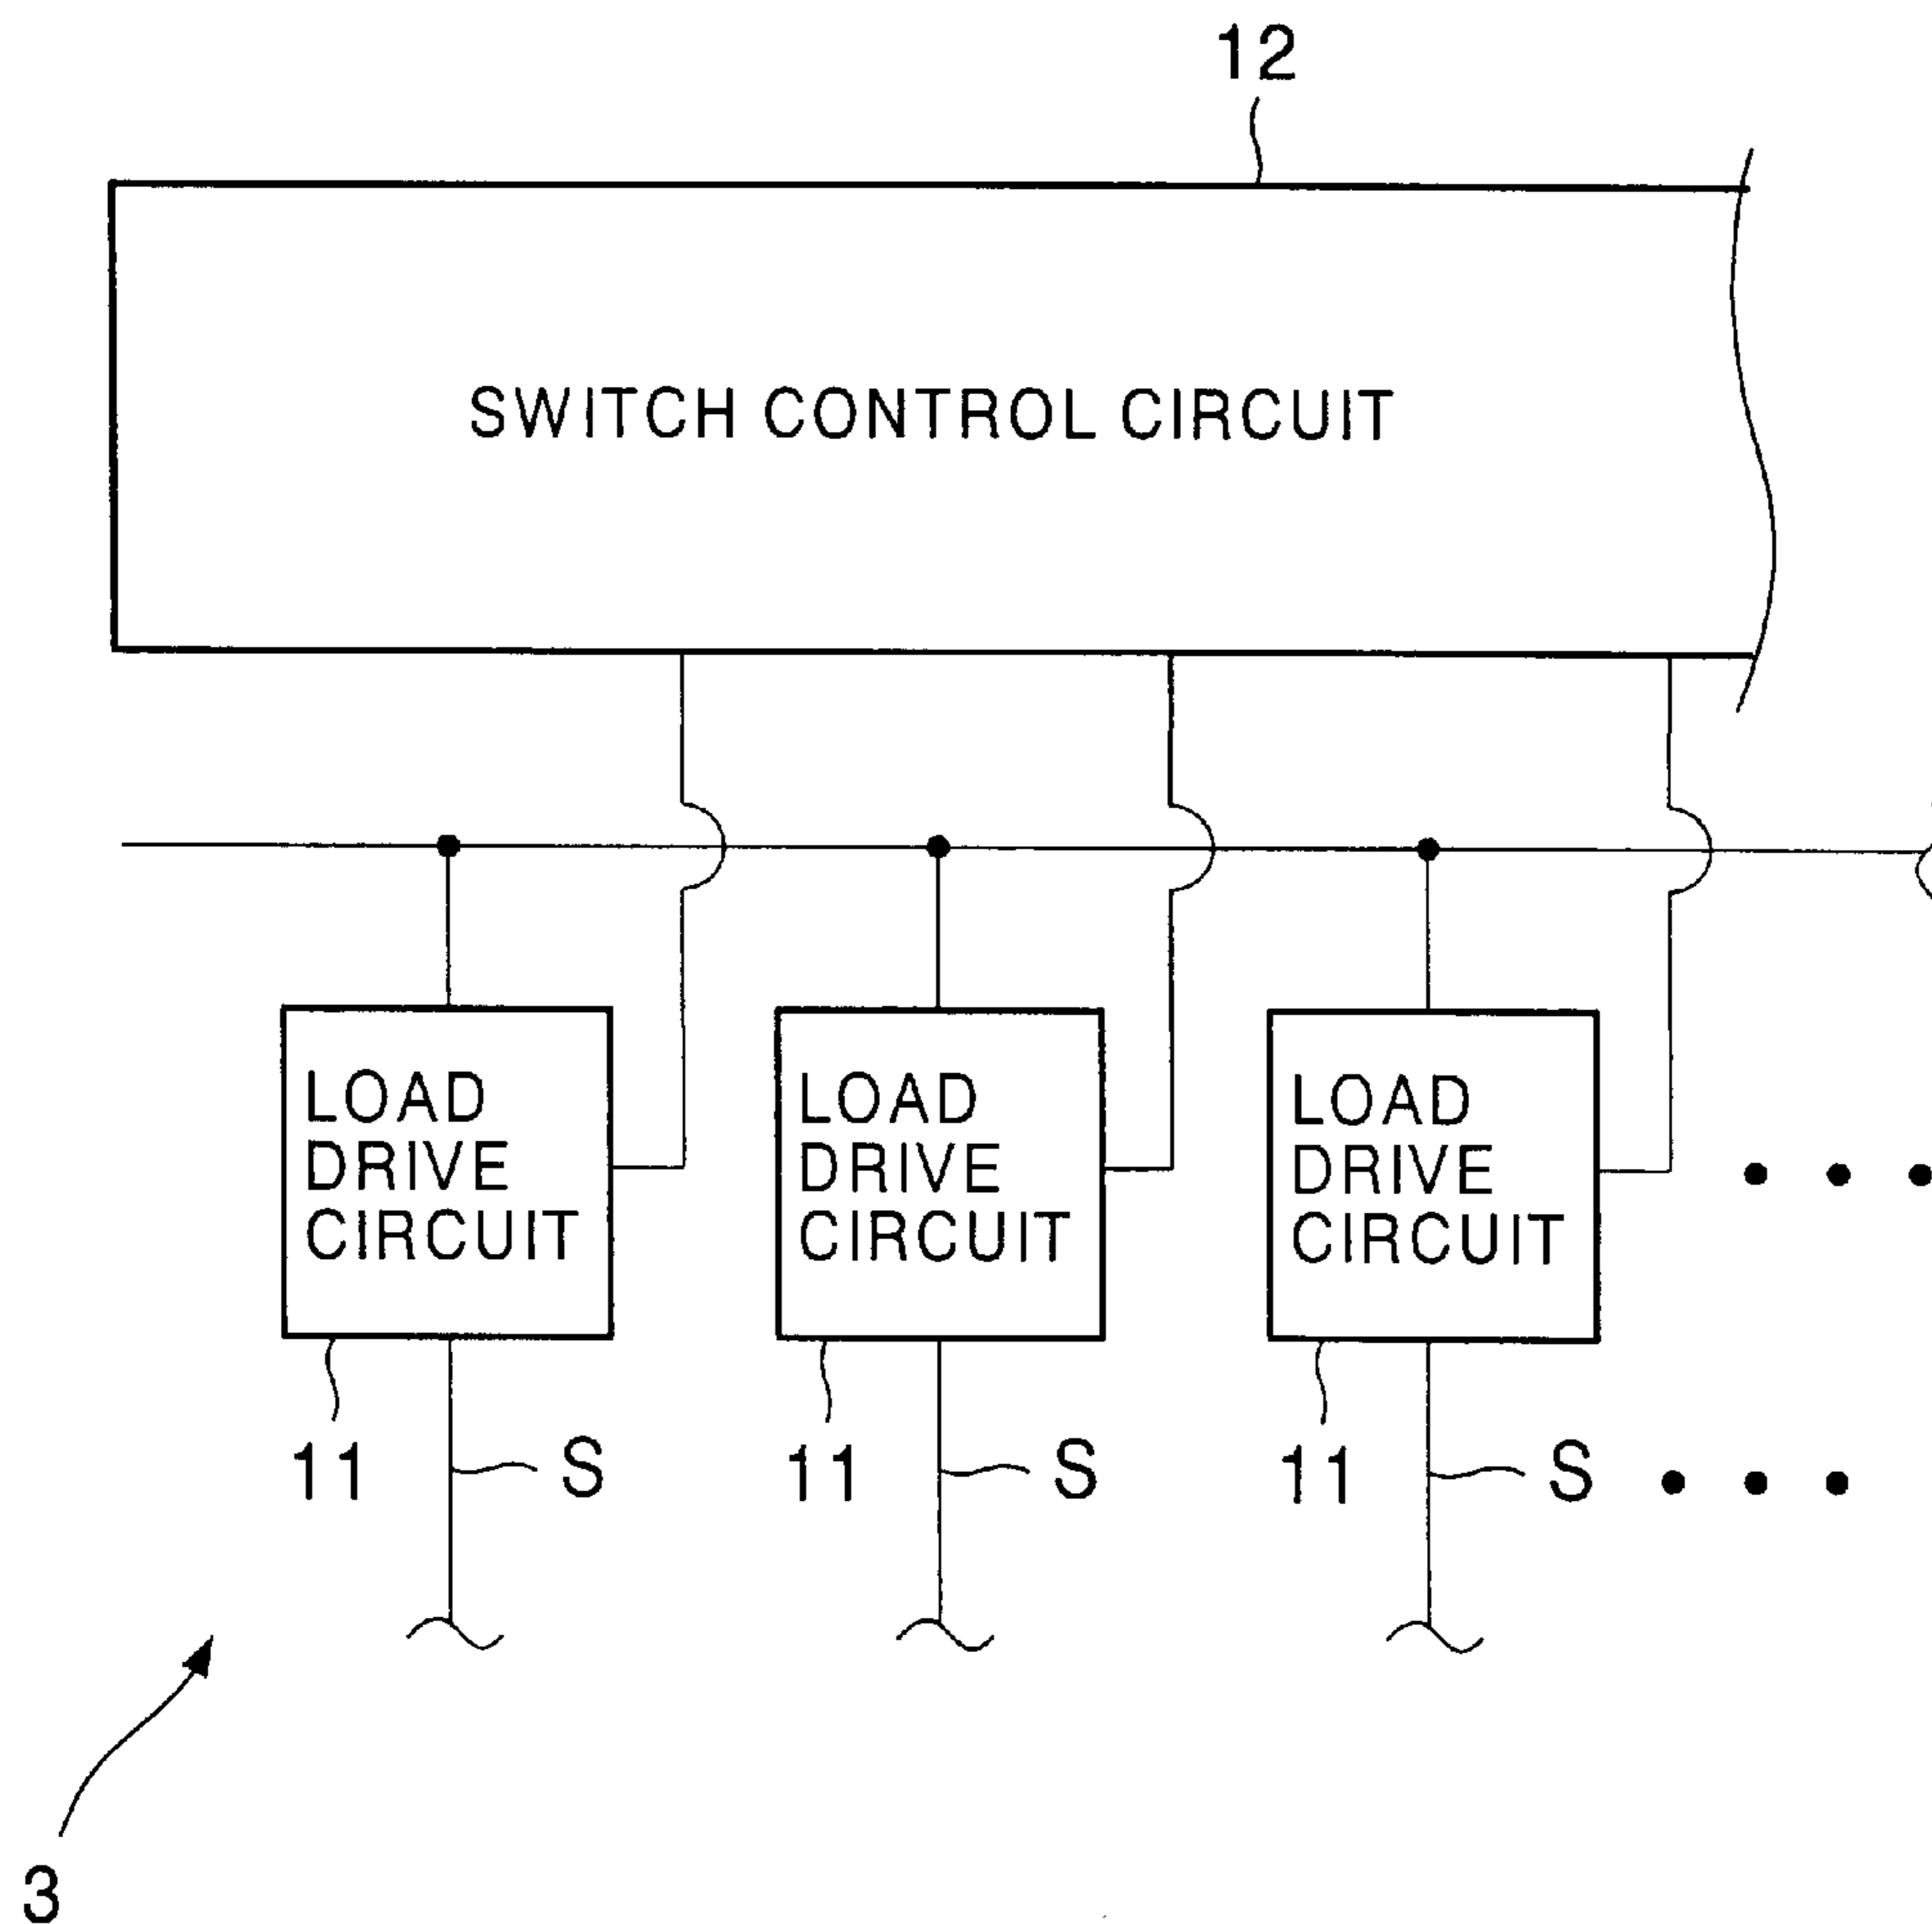 12
SWITCH CONTROL CIRCUIT
LOAD
DRIVE
CIRCUIT
LOAD
DRIVE
CIRCUIT
LOAD
DRIVE
CIRCUIT
11
S
11
S
11
S
3